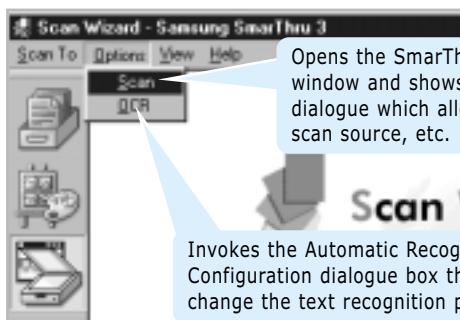 Scan Wizard - Samsung SmarThru 3
Scan To Options View Help
Scan
OCR
Opens the SmarTh
window and shows
dialogue which all
scan source, etc.
Scan
Invokes the Automatic Recog
Configuration dialogue box th
change the text recognition p